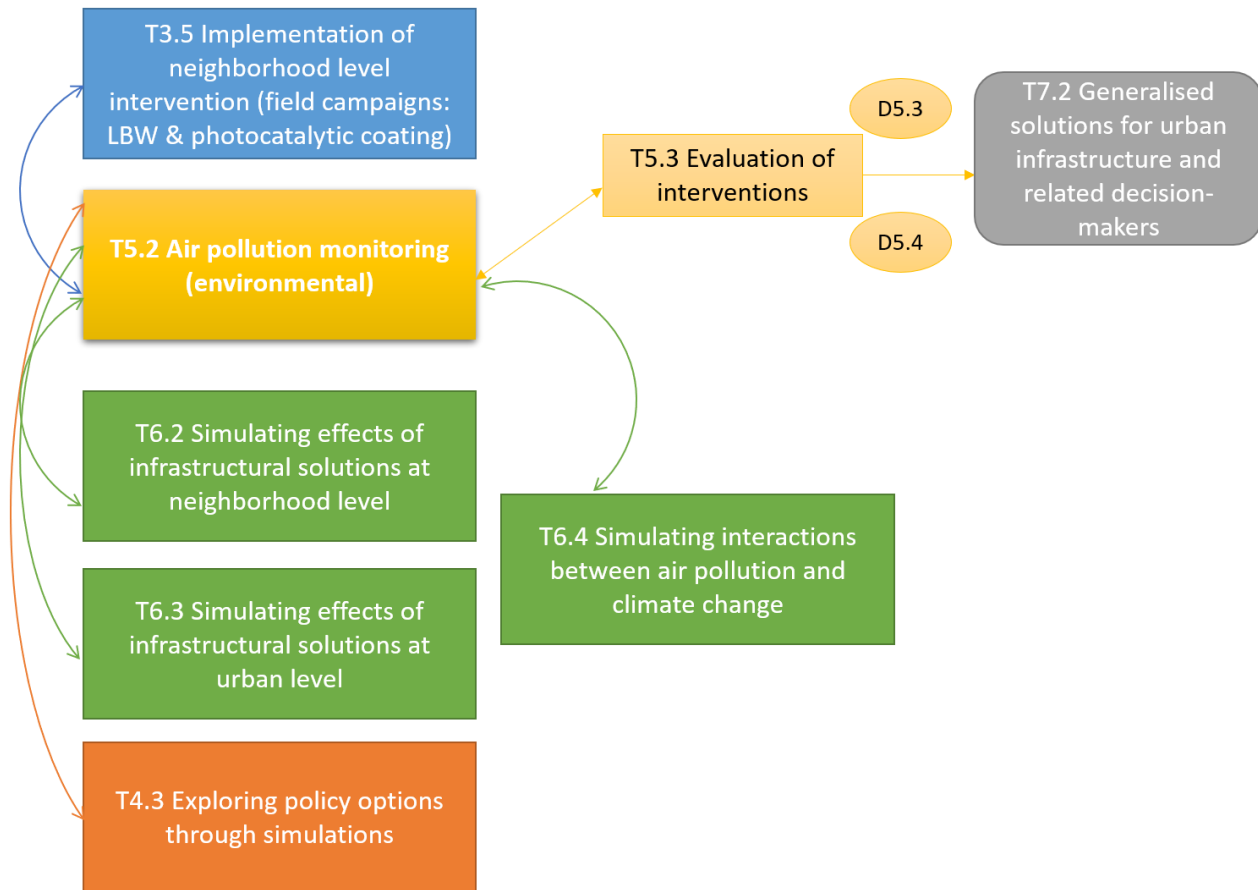 T3.5 Implementation of
neighborhood level
intervention (field campaigns:
LBW & photocatalytic coating)
T5.2 Air pollution monitoring
(environmental)
T5.3 Evaluation of
interventions
D5.3
D5.4
T7.2 Generalised
solutions for urban
infrastructure and
related decision-
makers
T6.2 Simulating effects of
infrastructural solutions at
neighborhood level
T6.4 Simulating interactions
between air pollution and
climate change
T6.3 Simulating effects of
infrastructural solutions at
urban level
T4.3 Exploring policy options
through simulations